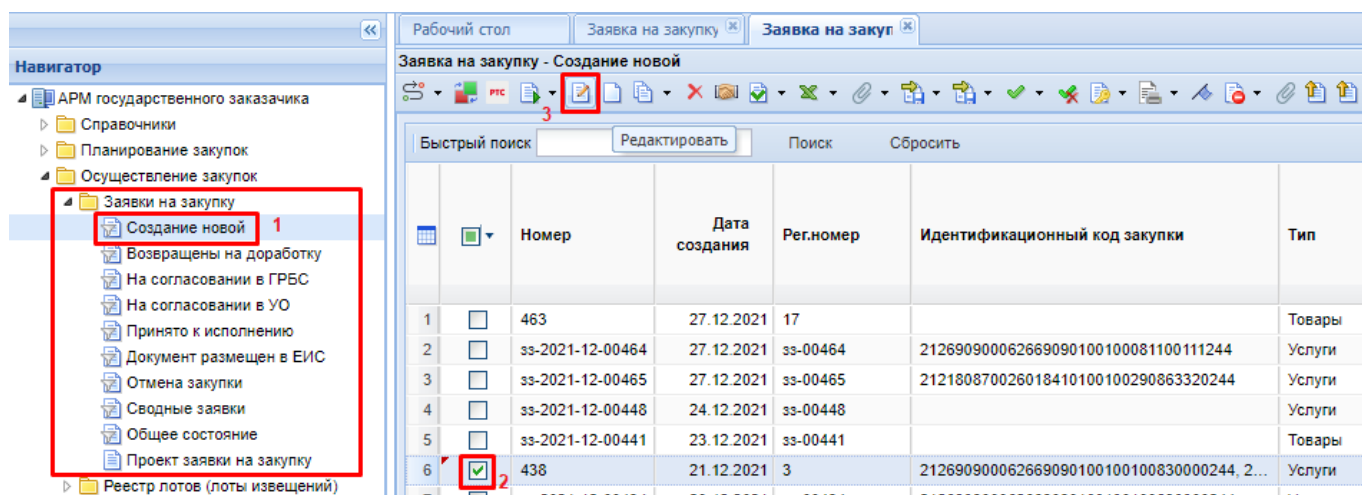 Рабочий стол
Заявка на закупку
Заявка на закуп
Навигатор
Заявка на закупку - Создание новой
АРМ государственного заказачика
РТС
3
Справочники
Планирование закупок
Быстрый поиск
Редактировать
Поиск
Сбросить
Осуществление закупок
Заявки на закупку
Создание новой
1
Возвращены на доработку
На согласовании в ГРБС
На согласовании в УО
Принято к исполнению
Документ размещен в ЕИС
Отмена закупки
Сводные заявки
Общее состояние
Проект заявки на закупку
Реестр лотов (лоты извещений)
Номер
Дата
создания
Рег.номер
Идентификационный код закупки
Тип
1 463 27.12.2021 17 Товары
2 зз-2021-12-00464 27.12.2021 зз-00464 212690900062669090100100081100111244 Услуги
3 зз-2021-12-00465 27.12.2021 зз-00465 212180870026018410100100290863320244 Услуги
4 зз-2021-12-00448 24.12.2021 зз-00448 Услуги
5 зз-2021-12-00441 23.12.2021 зз-00441 Товары
6 2 438 21.12.2021 3 212690900062669090100100100830000244, 2... Услуги